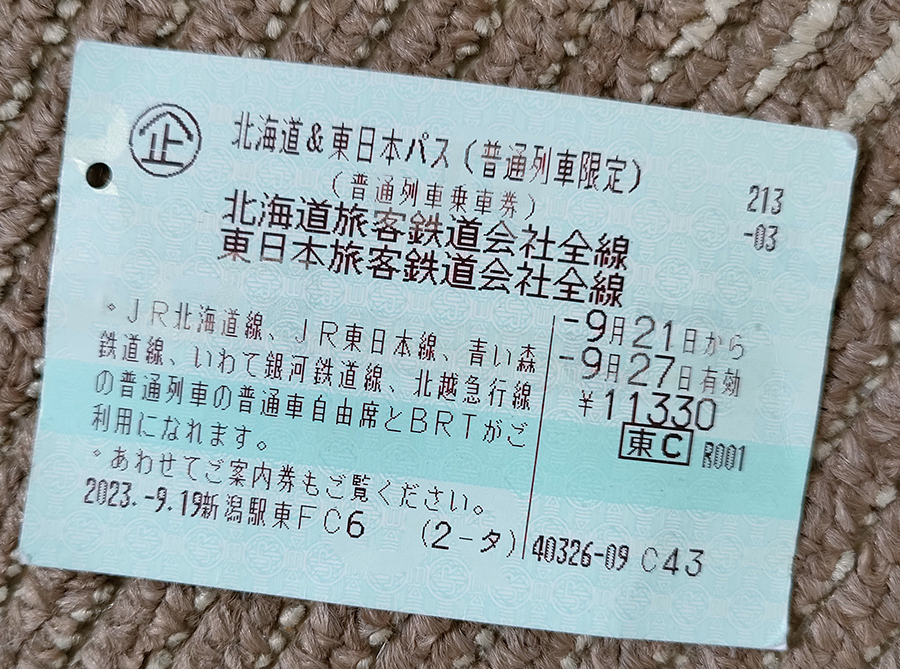 企 北海道&東日本パス(普通列車限定)
(普通列車乗車券)
213
-03
北海道旅客鉄道会社全線
東日本旅客鉄道会社全線
。JR北海道線、JR東日本線、青い森
鉄道線、いわて銀河鉄道線、北越急行線
の普通列車の普通車自由席とBRTがご
利用になれます。
。あわせてご案内券もご覧ください。
-9月21日から
-9月27日有効
¥11330
東C R001
2023.-9.19新潟駅東FC6 (2-タ) 40326-09 C43